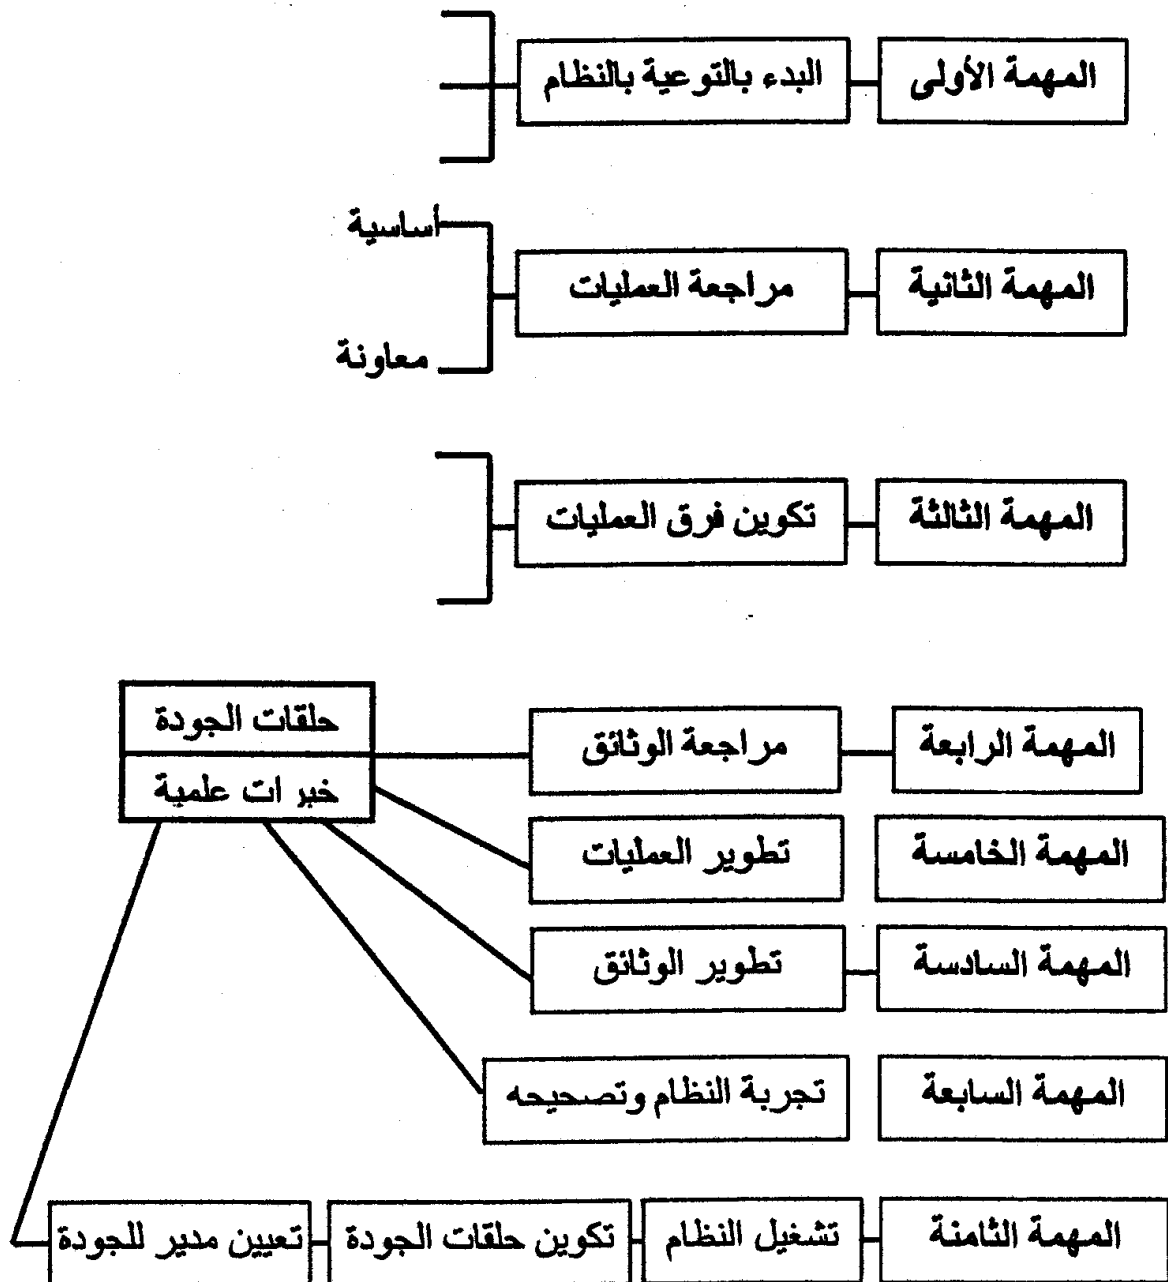 المهمة الأولى
البدء بالتوعية بالنظام
المهمة الثانية
مراجعة العمليات
أساسية
معاونة
المهمة الثالثة
تكوين فرق العمليات
المهمة الرابعة
مراجعة الوثائق
حلقات الجودة
خبرات علمية
المهمة الخامسة
تطوير العمليات
المهمة السادسة
تطوير الوثائق
المهمة السابعة
تجربة النظام وتصحيحه
المهمة الثامنة
تشغيل النظام
تكوين حلقات الجودة
تعيين مدير للجودة